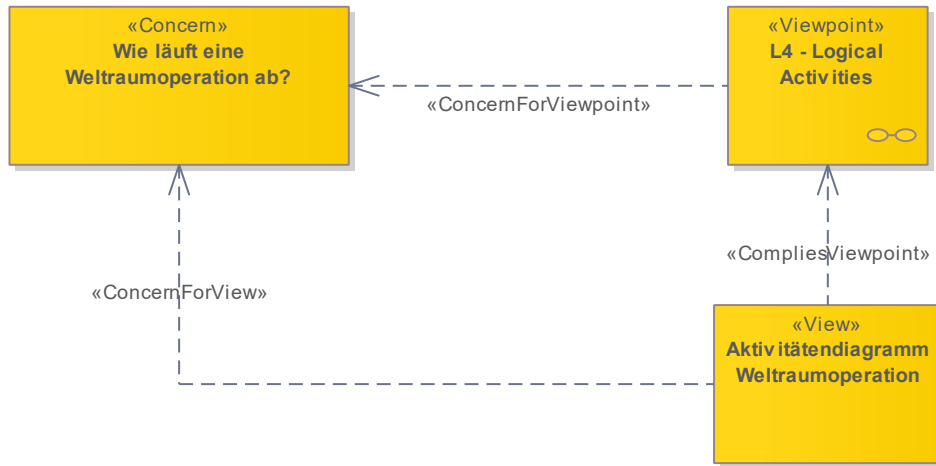 «Concern»
Wie läuft eine
Weltraumoperation ab?
«Viewpoint»
L4 - Logical
Activities
«ConcernForViewpoint»
«CompliesViewpoint»
«ConcernForView»
«View»
Aktivitätendiagramm
Weltraumoperation